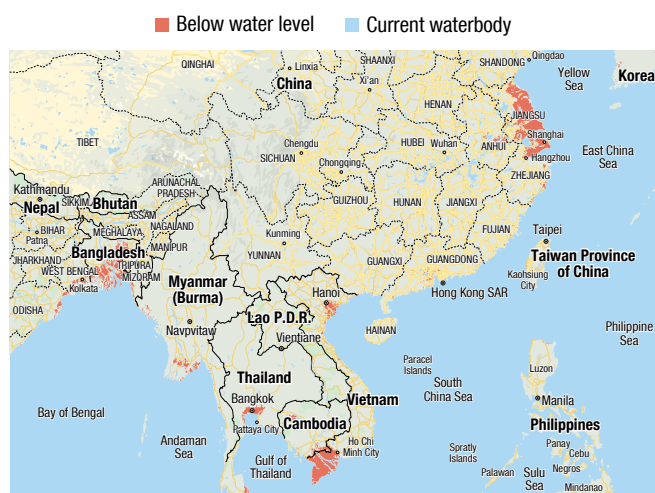 Below water level
Current waterbody
QINGHAI
Linxia
SHAANXI
Xi'an
SHANDONG
Qingdao
Yellow
Sea
Korea
China
HENAN
JIANGSU
Shanghai
TIBET
Chengdu
SICHUAN
Chongqing
HUBEI
Wuhan
ANHUI
Hangzhou
East China
Sea
ZHEJIANG
Kathmandu
Nepal
SIKKIM
Bhutan
ARUNACHAL
PRADESH
ASSAM
NAGALAND
BIHAR
Patna
MEGHALAYA
MANIPUR
GUIZHOU
HUNAN
JIANGXI
FUJIAN
Kunming
YUNNAN
Taipei
Taiwan Province
of China
Kaohsiung
City
JHARKHAND
Bangladesh
TRIPURA
MIZORAM
WEST BENGAL
Kolkata
ODISHA
GUANGXI
GUANGDONG
Hong Kong SAR
Myanmar
(Burma)
Hanoi
Lao P.D.R.
Navpvitaw
Vientiane
HAINAN
Philippine
Sea
Paracel
Islands
Luzon
Thailand
Bangkok
Pattaya City
Vietnam
South
China Sea
Manila
Bay of Bengal
Cambodia
Philippines
Andaman
Sea
Ho Chi
Minh City
Gulf of
Thailand
Spratly
Islands
Panay
Cebu
Negros
Palawan
Sulu
Sea
Mindanao